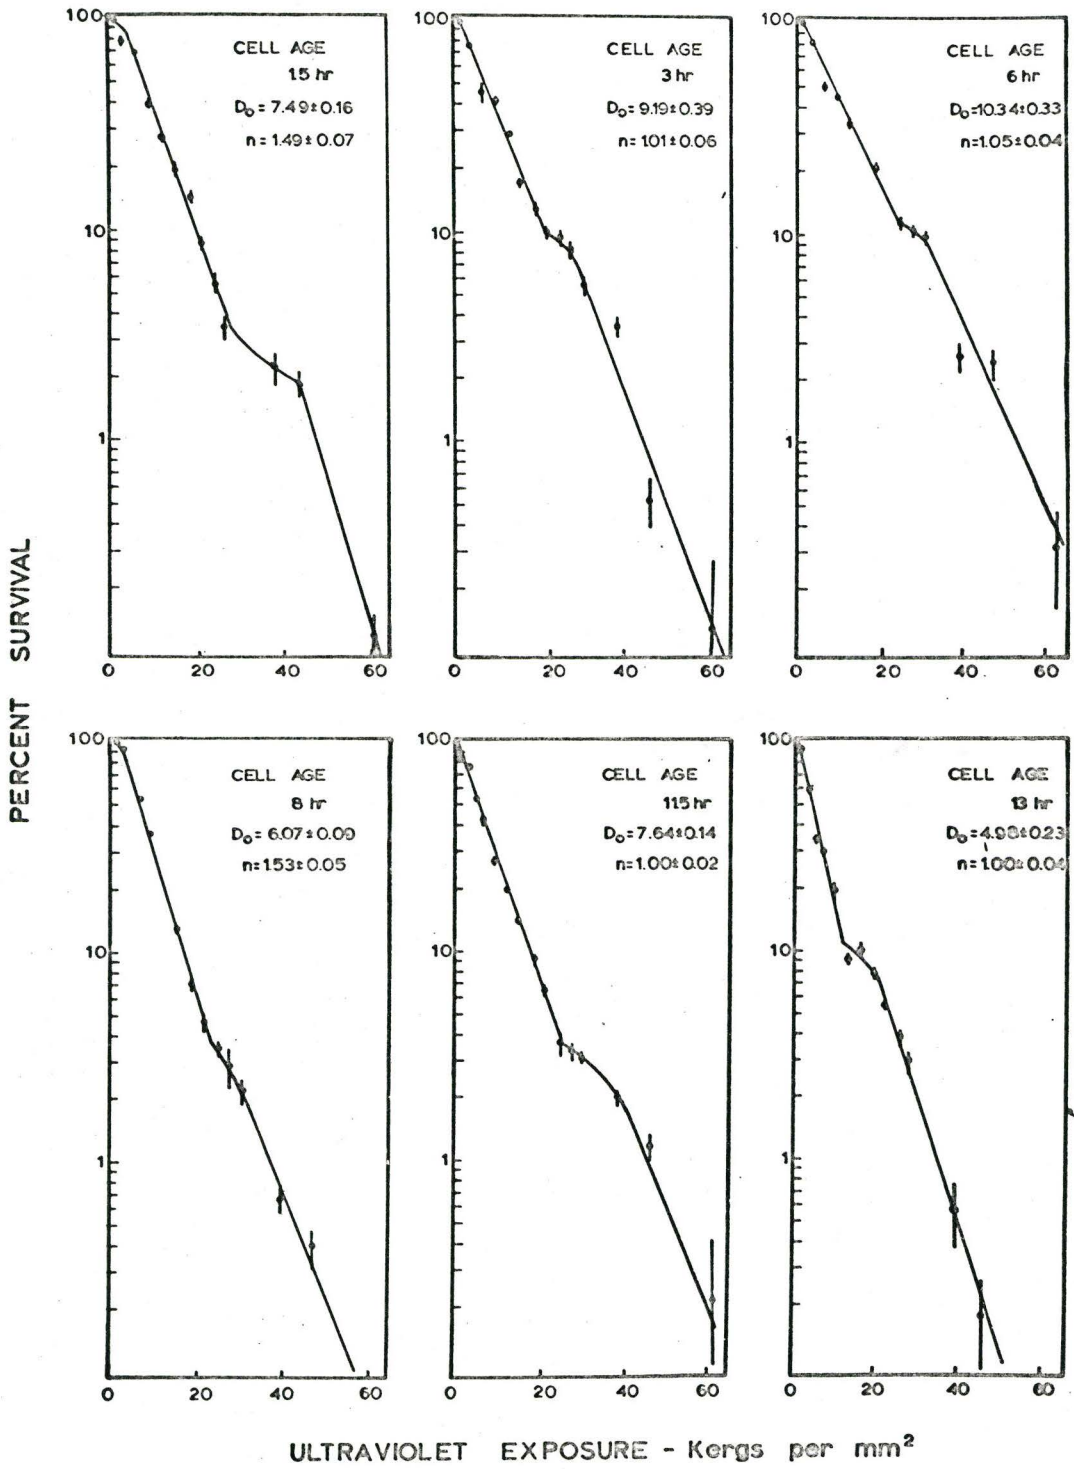 PERCENT SURVIVAL
100
10
1
0 20 40 60
CELL AGE
1.5 hr
D₀ = 7.49 ± 0.16
n = 1.49 ± 0.07
100
10
1
0 20 40 60
CELL AGE
3 hr
D₀ = 9.19 ± 0.39
n = 1.01 ± 0.06
100
10
1
0 20 40 60
CELL AGE
6 hr
D₀ = 10.34 ± 0.33
n = 1.05 ± 0.04
100
10
1
0 20 40 60
CELL AGE
8 hr
D₀ = 6.07 ± 0.09
n = 1.53 ± 0.05
100
10
1
0 20 40 60
CELL AGE
11.5 hr
D₀ = 7.64 ± 0.14
n = 1.00 ± 0.02
100
10
1
0 20 40 60
CELL AGE
13 hr
D₀ = 4.98 ± 0.23
n = 1.00 ± 0.04
ULTRAVIOLET EXPOSURE - Kergs per mm²